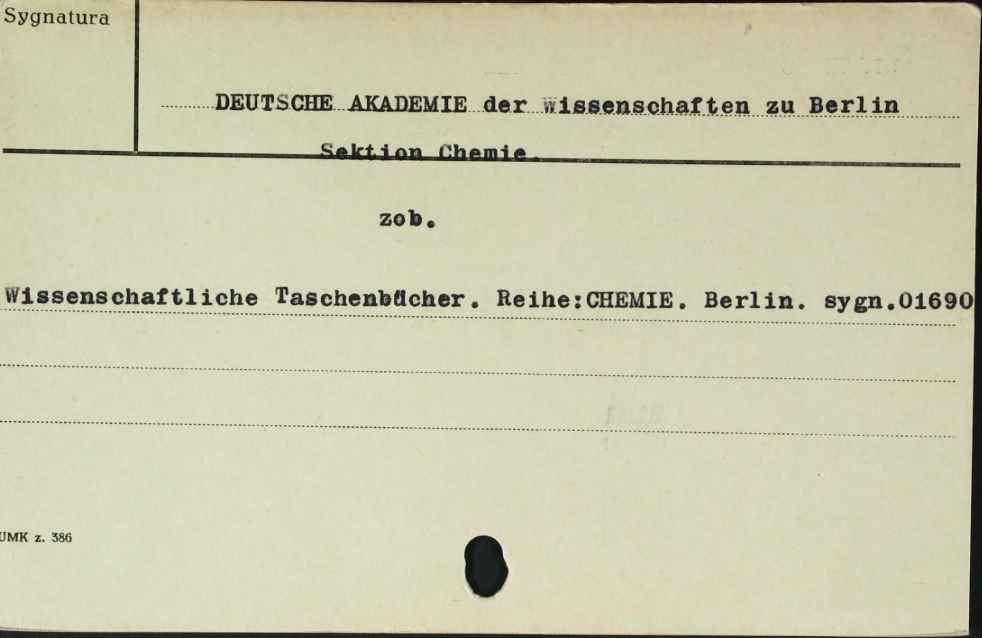 Sygnatura
DEUTSCHE AKADEMIE der Wissenschaften zu Berlin
Sektion Chemie.
zob.
Wissenschaftliche Taschenbücher. Reihe:CHEMIE. Berlin. sygn.01690
UMK z. 386